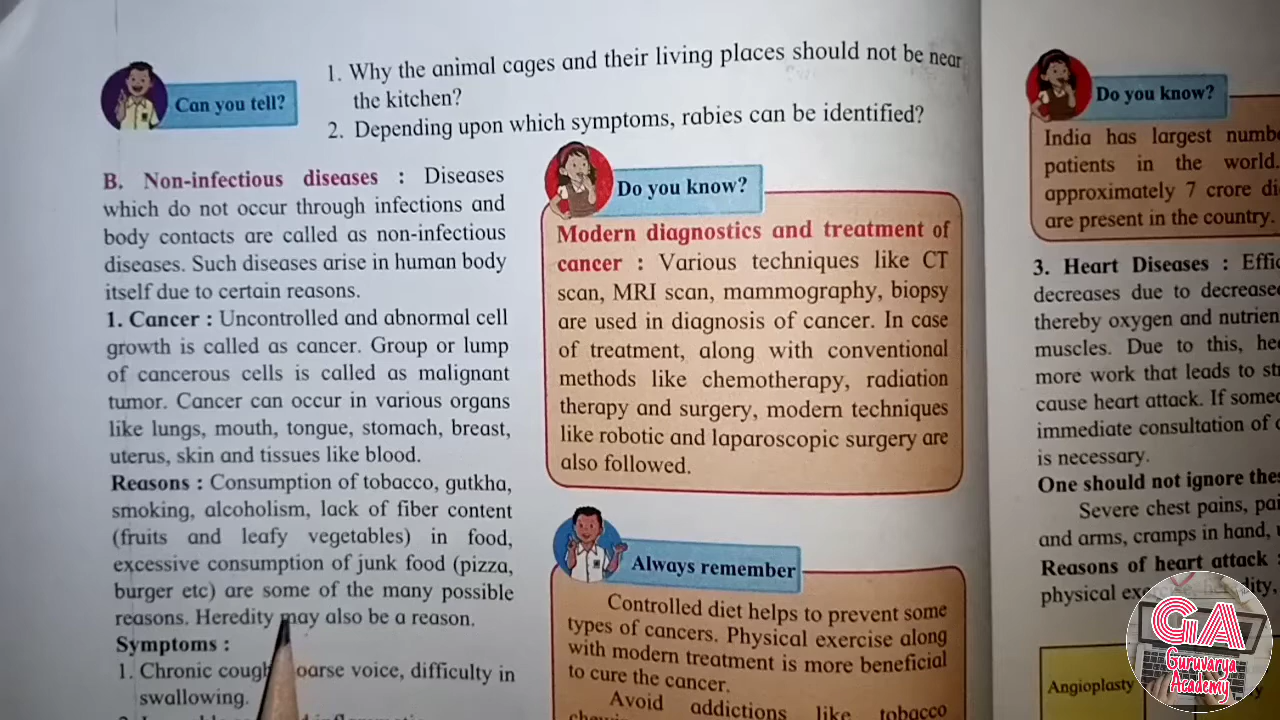 Can you tell?
1. Why the animal cages and their living places should not be near
the kitchen?
2. Depending upon which symptoms, rabies can be identified?
B. Non-infectious diseases : Diseases
which do not occur through infections and
body contacts are called as non-infectious
diseases. Such diseases arise in human body
itself due to certain reasons.
1. Cancer : Uncontrolled and abnormal cell
growth is called as cancer. Group or lump
of cancerous cells is called as malignant
tumor. Cancer can occur in various organs
like lungs, mouth, tongue, stomach, breast,
uterus, skin and tissues like blood.
Reasons : Consumption of tobacco, gutkha,
smoking, alcoholism, lack of fiber content
(fruits and leafy vegetables) in food,
excessive consumption of junk food (pizza,
burger etc) are some of the many possible
reasons. Heredity may also be a reason.
Symptoms :
1. Chronic cough oarse voice, difficulty in
swallowing.
Do you know?
Modern diagnostics and treatment of
cancer : Various techniques like CT
scan, MRI scan, mammography, biopsy
are used in diagnosis of cancer. In case
of treatment, along with conventional
methods like chemotherapy, radiation
therapy and surgery, modern techniques
like robotic and laparoscopic surgery are
also followed.
Always remember
Controlled diet helps to prevent some
types of cancers. Physical exercise along
with modern treatment is more beneficial
to cure the cancer.
Avoid addictions like tobacco
Do you know?
India has largest numb
patients in the world.
approximately 7 crore di
are present in the country.
3. Heart Diseases : Effic
decreases due to decrease
thereby oxygen and nutrien
muscles. Due to this, hea
more work that leads to st
cause heart attack. If some
immediate consultation of
is necessary.
One should not ignore the
Severe chest pains, pai
and arms, cramps in hand,
Reasons of heart attack :
physical
Angioplasty
GA
Guruvarya
Academy